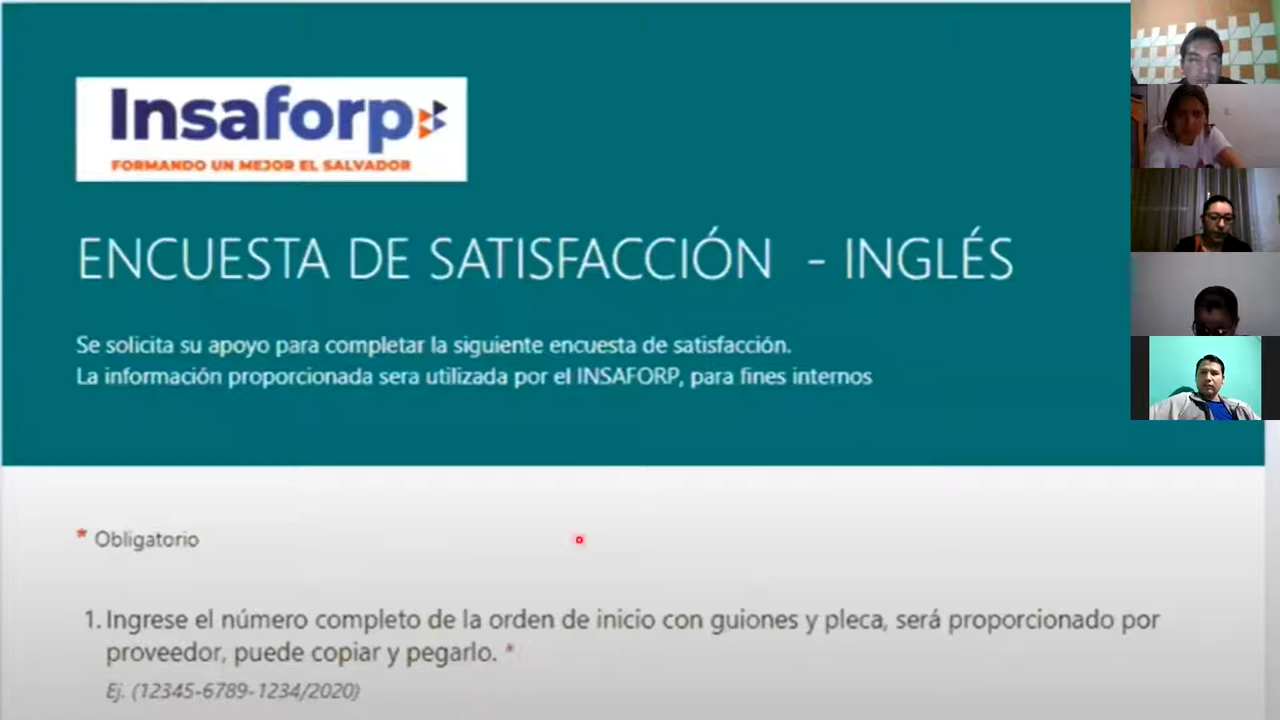 Insaforp
FORMANDO UN MEJOR EL SALVADOR
ENCUESTA DE SATISFACCIÓN - INGLÉS
Se solicita su apoyo para completar la siguiente encuesta de satisfacción.
La información proporcionada sera utilizada por el INSAFORP, para fines internos
* Obligatorio
1. Ingrese el número completo de la orden de inicio con guiones y pleca, será proporcionado por
proveedor, puede copiar y pegarlo. *
Ej. (12345-6789-1234/2020)